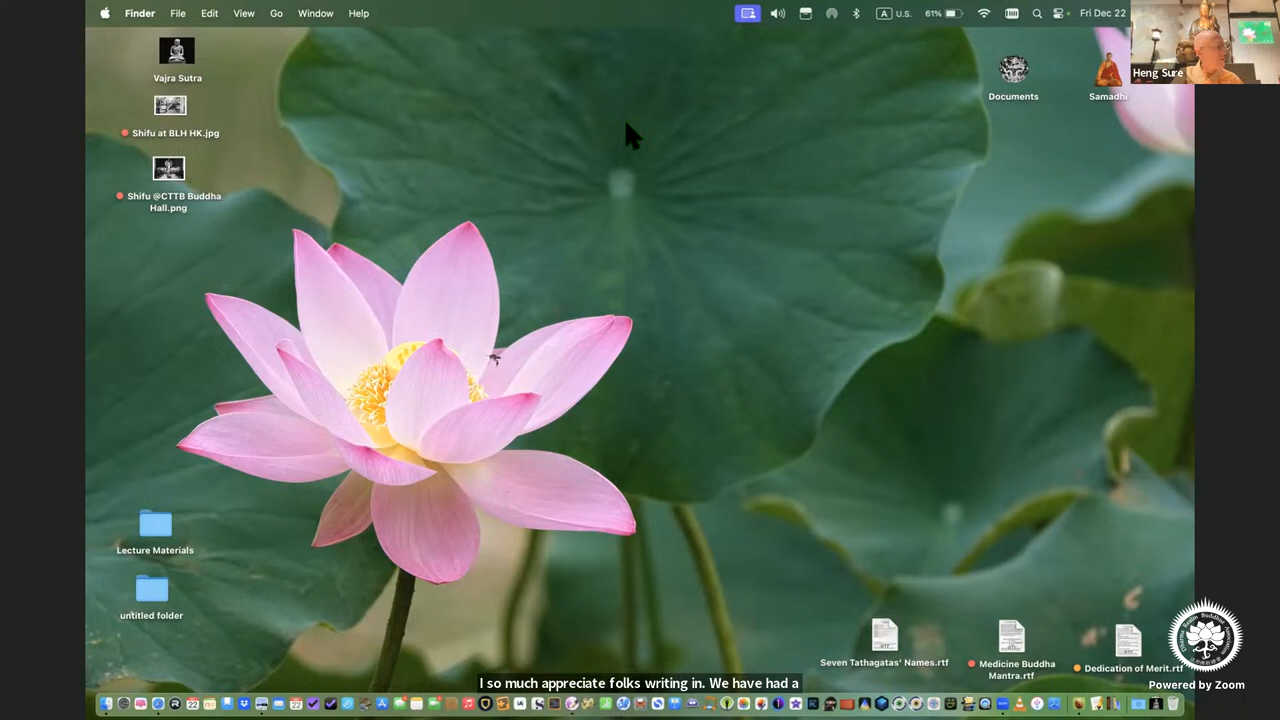 Finder File Edit View Go Window Help
A U.S. 61% Fri Dec 22
Heng Sure
Vajra Sutra
Shifu at BLH HK.jpg
Shifu @CTTB Buddha
Hall.png
Documents
Samadhi
Lecture Materials
untitled folder
Seven Tathagatas' Names.rtf
Medicine Buddha
Mantra.rtf
Dedication of Merit.rtf
I so much appreciate folks writing in. We have had a
Powered by Zoom